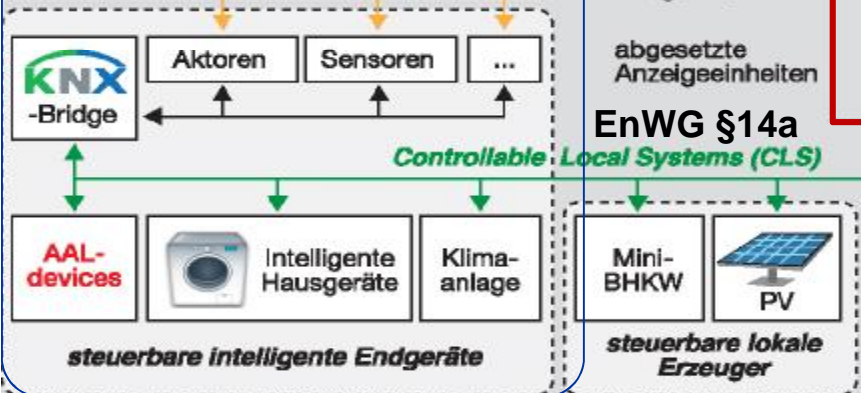 KNX
-Bridge
Aktoren
Sensoren
...
abgesetzte
Anzeigeeinheiten
EnWG §14a
Controllable Local Systems (CLS)
AAL-
devices
Intelligente
Hausgeräte
Klima-
anlage
Mini-
BHKW
PV
steuerbare intelligente Endgeräte
steuerbare lokale
Erzeuger